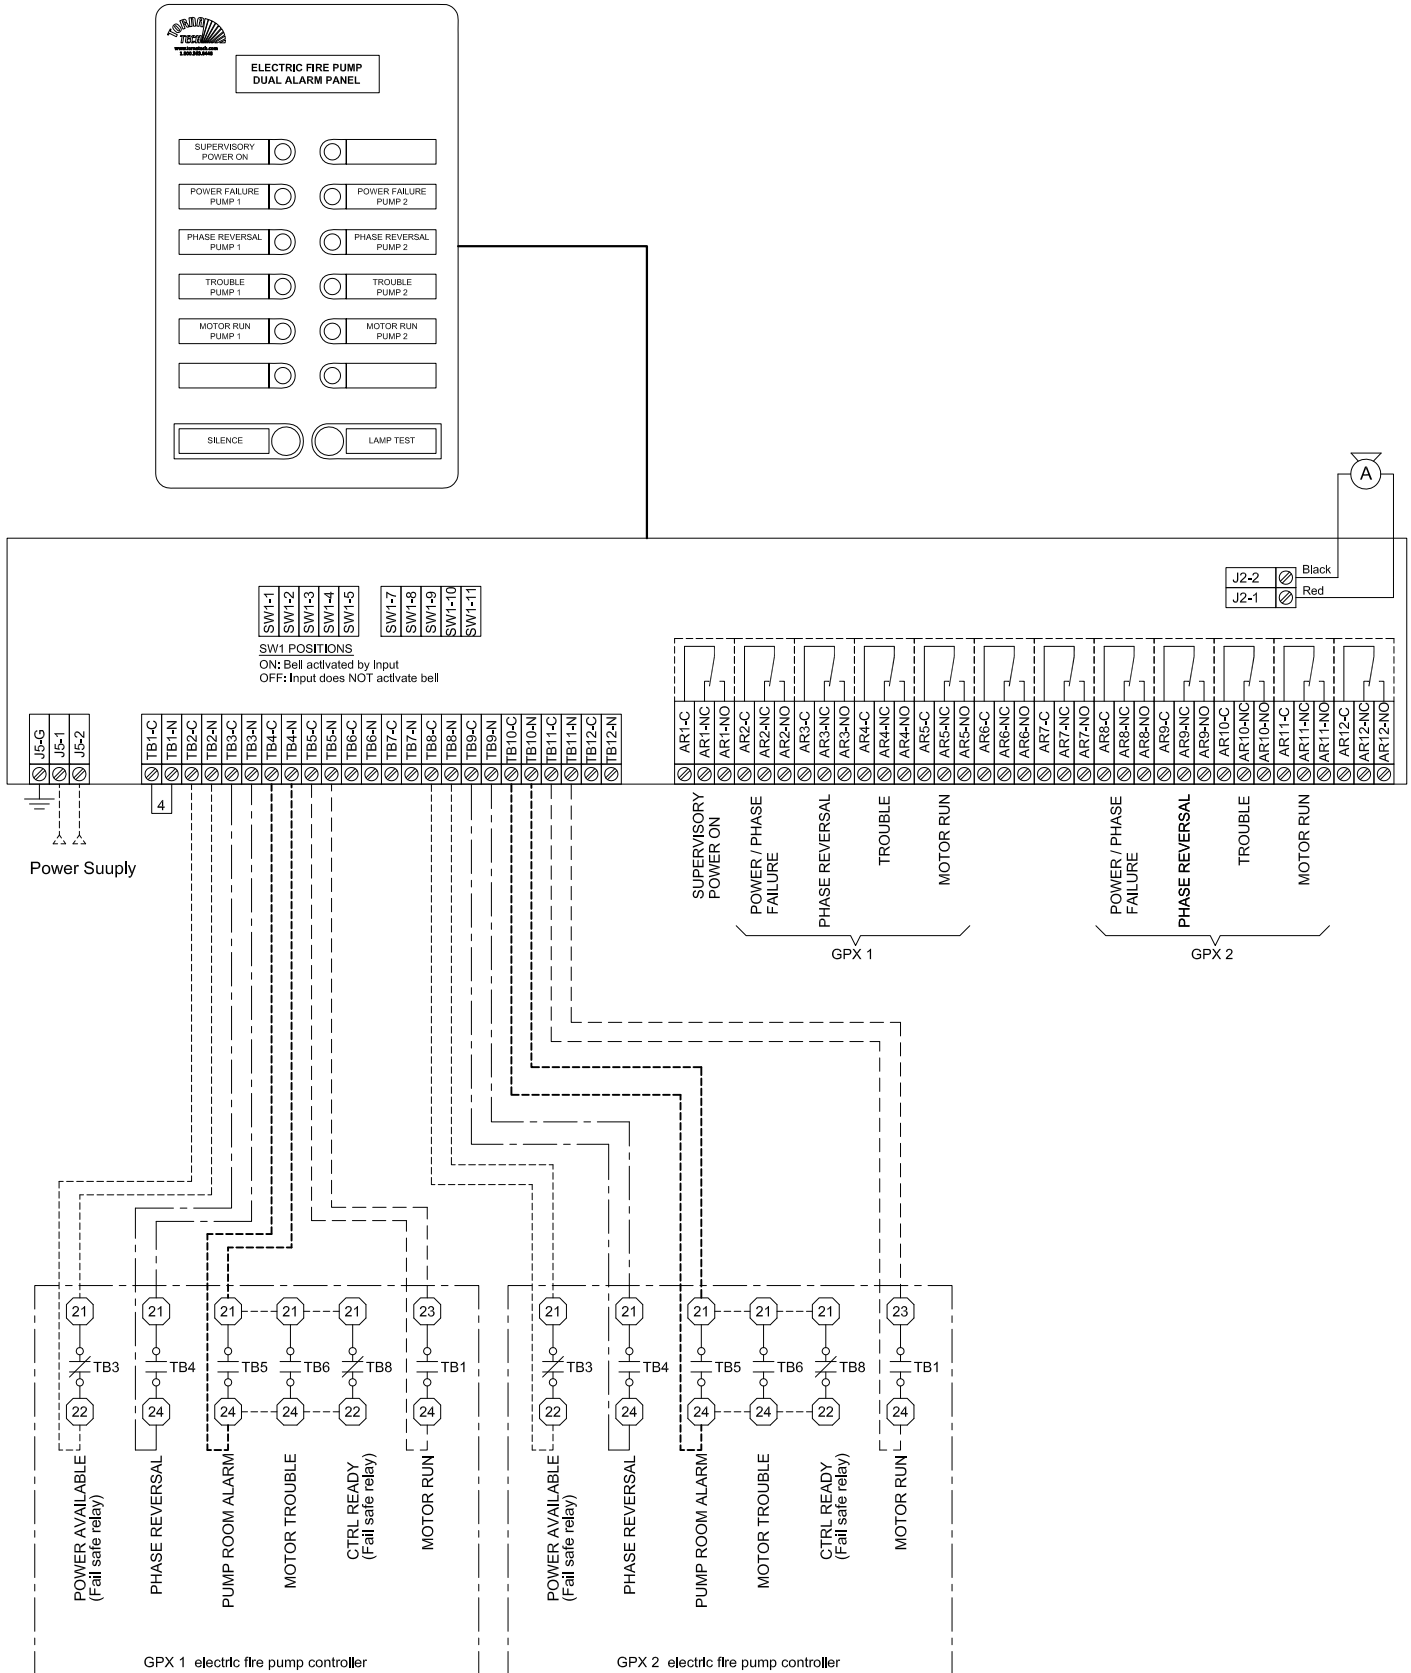 TORNA
TECH
www.tornatech.com
ELECTRIC FIRE PUMP
DUAL ALARM PANEL
SUPERVISORY
POWER ON
POWER FAILURE
PUMP 1
POWER FAILURE
PUMP 2
PHASE REVERSAL
PUMP 1
PHASE REVERSAL
PUMP 2
TROUBLE
PUMP 1
TROUBLE
PUMP 2
MOTOR RUN
PUMP 1
MOTOR RUN
PUMP 2
SILENCE
LAMP TEST
A
Black
Red
J2-2
J2-1
SW1-1
SW1-2
SW1-3
SW1-4
SW1-5
SW1-7
SW1-8
SW1-9
SW1-10
SW1-11
SW1 POSITIONS
ON: Bell activated by Input
OFF: Input does NOT activate bell
J5-G
J5-1
J5-2
TB1-C
TB1-N
TB2-C
TB2-N
TB3-C
TB3-N
TB4-C
TB4-N
TB5-C
TB5-N
TB6-C
TB6-N
TB7-C
TB7-N
TB8-C
TB8-N
TB9-C
TB9-N
TB10-C
TB10-N
TB11-C
TB11-N
TB12-C
TB12-N
AR1-C
AR1-NC
AR1-NO
AR2-C
AR2-NC
AR2-NO
AR3-C
AR3-NC
AR3-NO
AR4-C
AR4-NC
AR4-NO
AR5-C
AR5-NC
AR5-NO
AR6-C
AR6-NC
AR6-NO
AR7-C
AR7-NC
AR7-NO
AR8-C
AR8-NC
AR8-NO
AR9-C
AR9-NC
AR9-NO
AR10-C
AR10-NC
AR10-NO
AR11-C
AR11-NC
AR11-NO
AR12-C
AR12-NC
AR12-NO
4
Power Suuply
SUPERVISORY
POWER ON
POWER / PHASE
FAILURE
PHASE REVERSAL
TROUBLE
MOTOR RUN
POWER / PHASE
FAILURE
PHASE REVERSAL
TROUBLE
MOTOR RUN
GPX 1
GPX 2
21
21
21
21
21
23
21
21
21
21
21
23
TB3
TB4
TB5
TB6
TB8
TB1
TB3
TB4
TB5
TB6
TB8
TB1
22
24
24
24
22
24
22
24
24
24
22
24
POWER AVAILABLE
(Fail safe relay)
PHASE REVERSAL
PUMP ROOM ALARM
MOTOR TROUBLE
CTRL READY
(Fail safe relay)
MOTOR RUN
POWER AVAILABLE
(Fail safe relay)
PHASE REVERSAL
PUMP ROOM ALARM
MOTOR TROUBLE
CTRL READY
(Fail safe relay)
MOTOR RUN
GPX 1 electric fire pump controller
GPX 2 electric fire pump controller